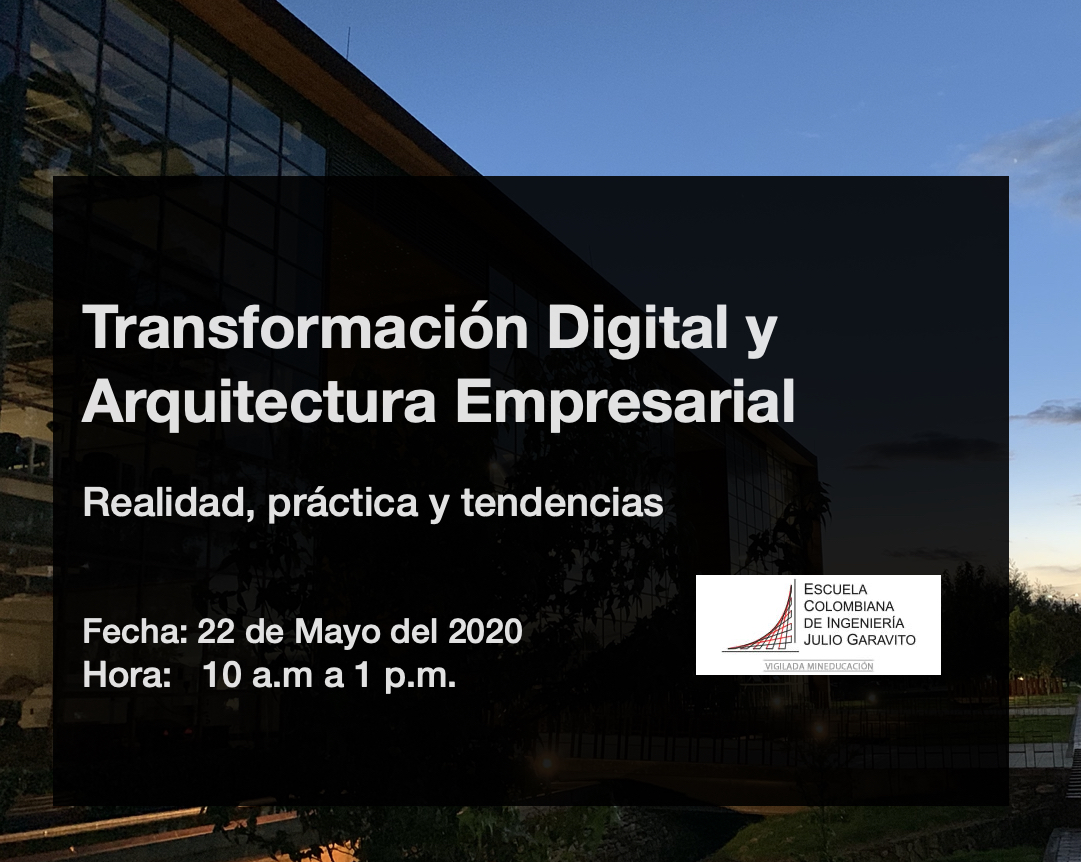 Transformación Digital y
Arquitectura Empresarial
Realidad, práctica y tendencias
Fecha: 22 de Mayo del 2020
Hora: 10 a.m a 1 p.m.
ESCUELA
COLOMBIANA
DE INGENIERÍA
JULIO GARAVITO
VIGILADA MINEDUCACIÓN